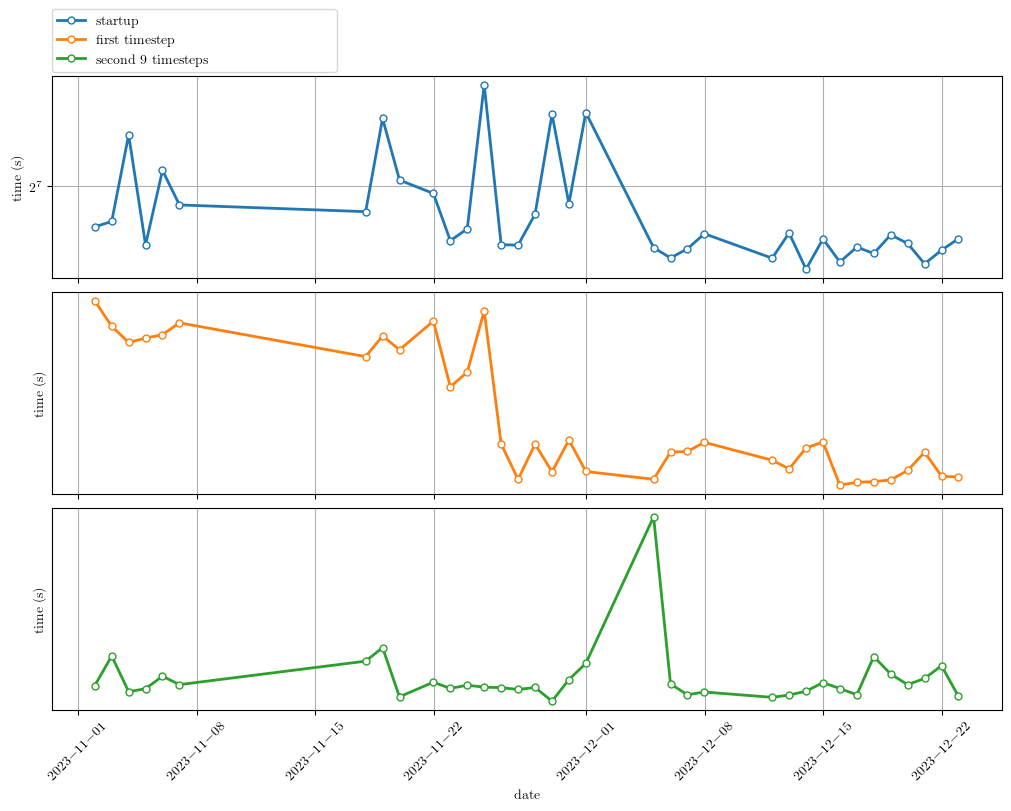 startup
first timestep
second 9 timesteps
time (s)
2^7
time (s)
time (s)
2023−11−01
2023−11−08
2023−11−15
2023−11−22
2023−12−01
2023−12−08
2023−12−15
2023−12−22
date